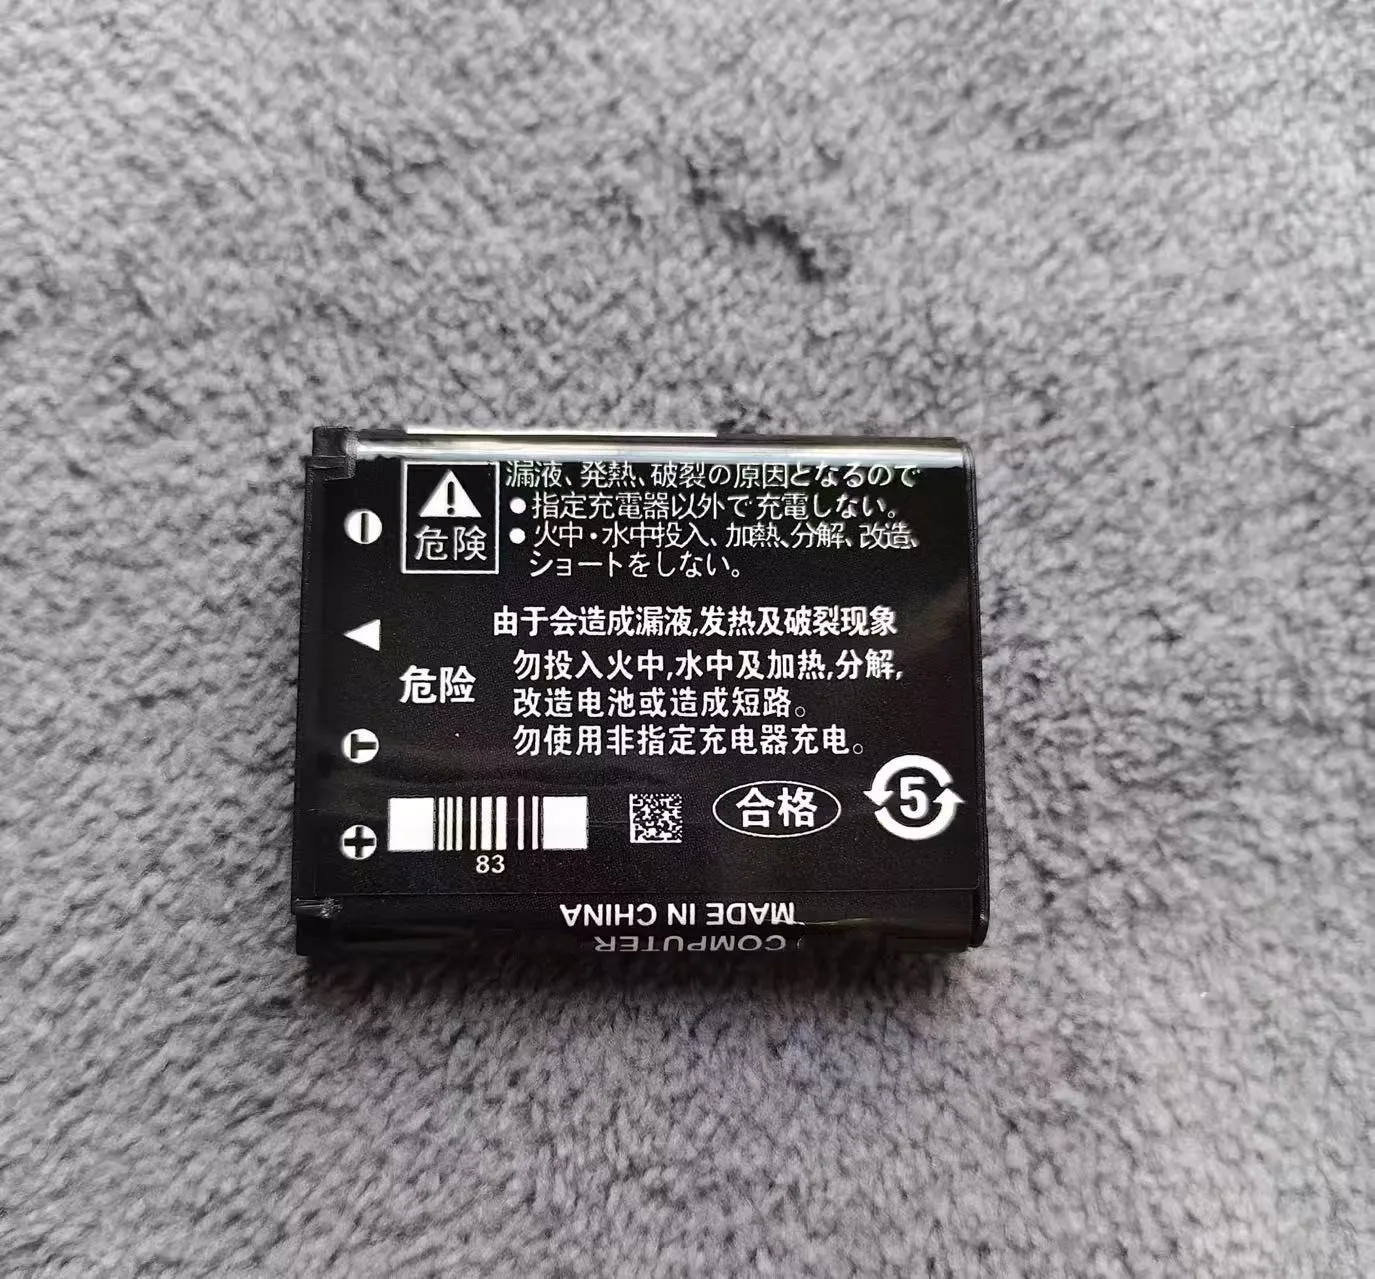 漏液、発熱、破裂の原因となるので
●指定充電器以外で充電しない。
危険
●火中・水中投入、加熱、分解、改造、
ショートをしない。
由于会造成漏液,发热及破裂现象
危险
勿投入火中,水中及加热,分解,
改造电池或造成短路。
勿使用非指定充电器充电。
T
83
合格
5
MADE IN CHINA
COMPUTER